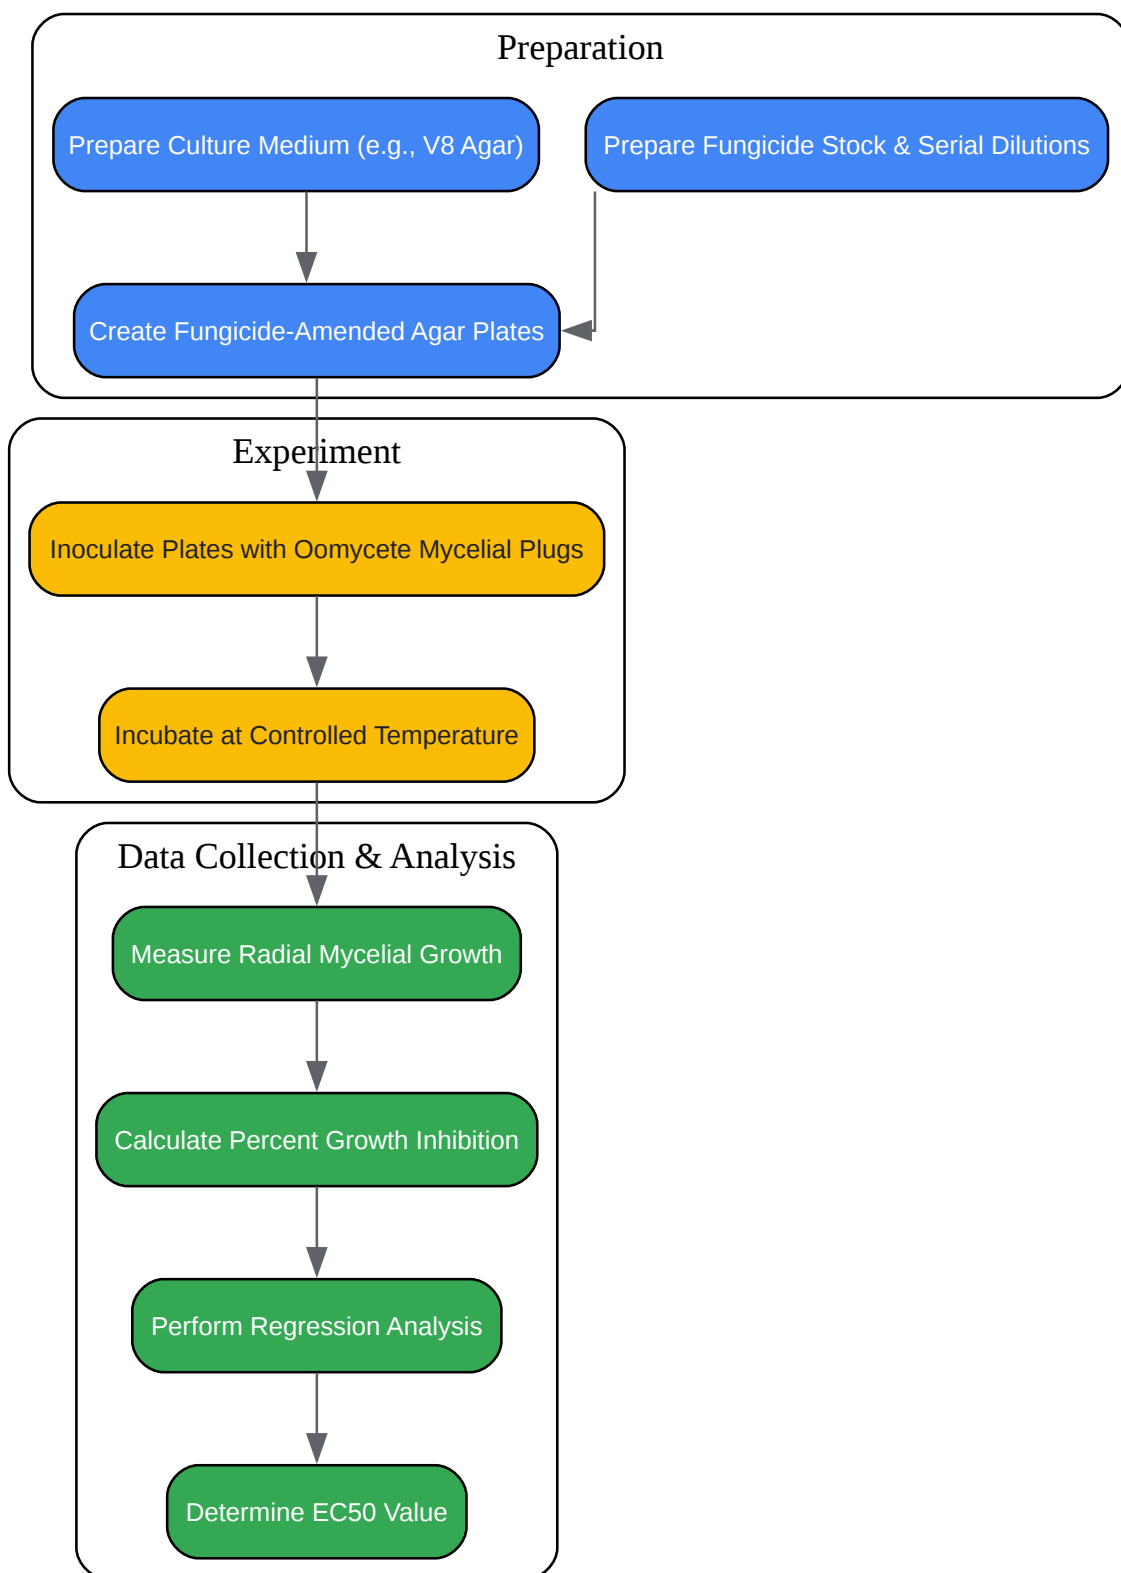 Preparation
Prepare Culture Medium (e.g., V8 Agar)
Prepare Fungicide Stock & Serial Dilutions
Create Fungicide-Amended Agar Plates
Experiment
Inoculate Plates with Oomycete Mycelial Plugs
Incubate at Controlled Temperature
Data Collection & Analysis
Measure Radial Mycelial Growth
Calculate Percent Growth Inhibition
Perform Regression Analysis
Determine EC50 Value